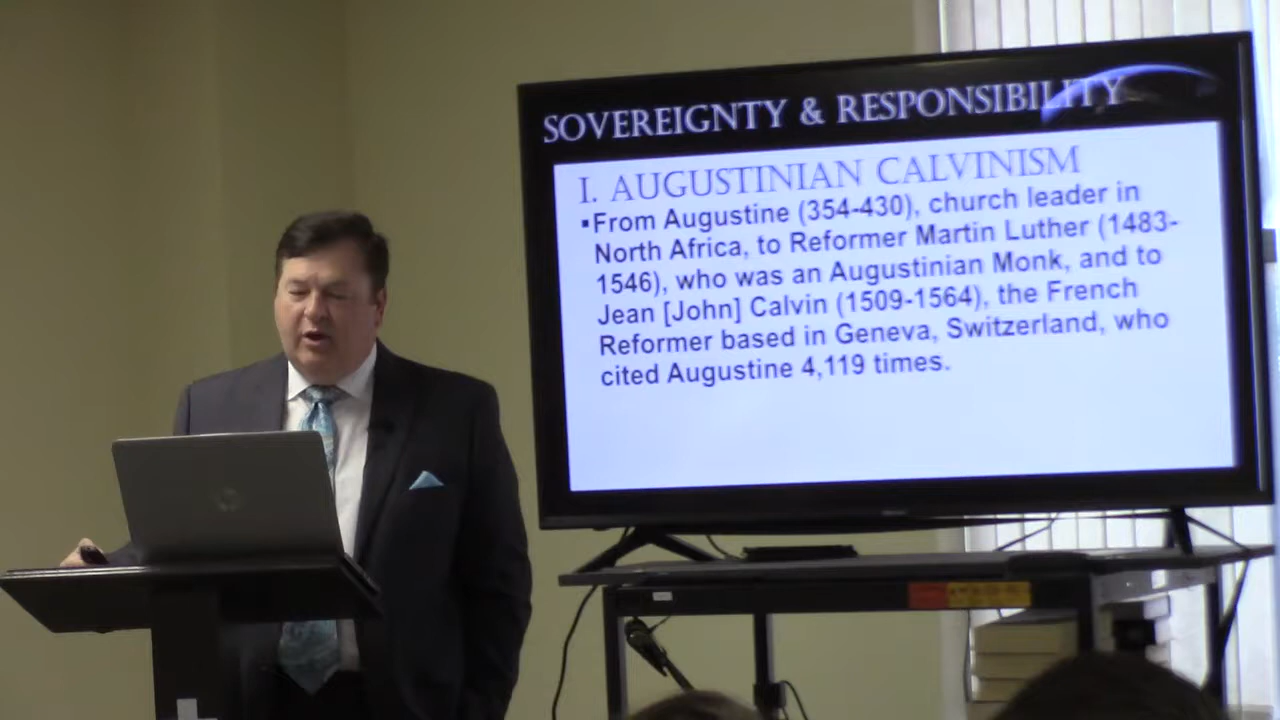 SOVEREIGNTY & RESPONSIBILITY
I. AUGUSTINIAN CALVINISM
▪From Augustine (354-430), church leader in
North Africa, to Reformer Martin Luther (1483-
1546), who was an Augustinian Monk, and to
Jean [John] Calvin (1509-1564), the French
Reformer based in Geneva, Switzerland, who
cited Augustine 4,119 times.